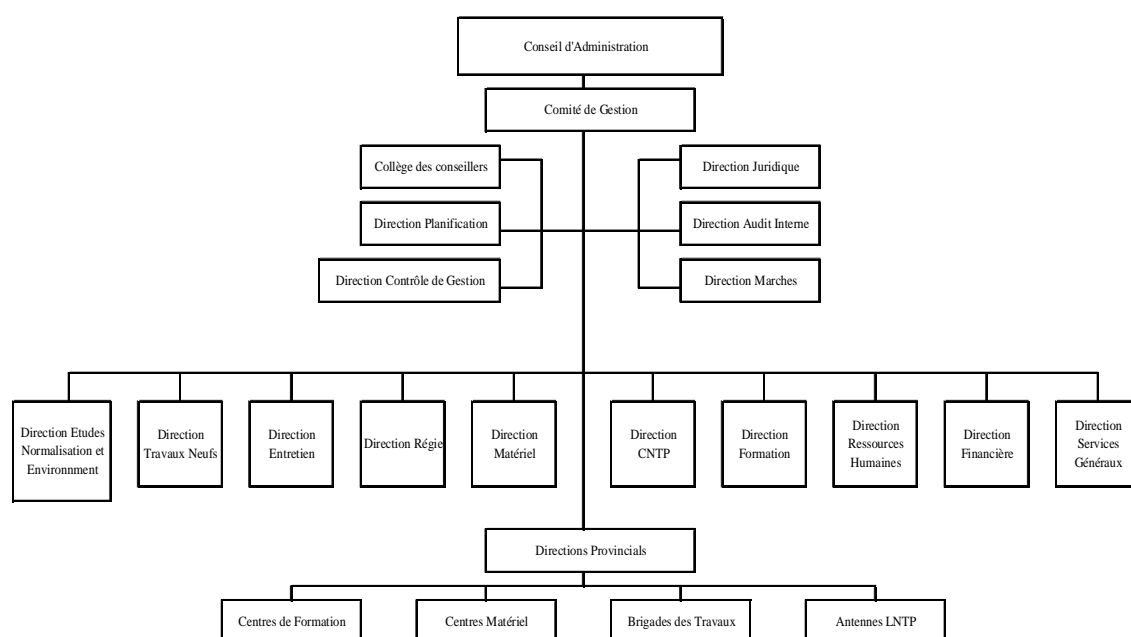 Conseil d'Administration
Comité de Gestion
Collège des conseillers
Direction Juridique
Direction Planification
Direction Audit Interne
Direction Contrôle de Gestion
Direction Marches
Direction Etudes
Normalisation et
Environnment
Direction
Travaux Neufs
Direction
Entretien
Direction Régie
Direction
Matériel
Direction
CNTP
Direction
Formation
Direction
Ressources
Humaines
Direction
Financière
Direction
Services
Généraux
Directions Provincials
Centres de Formation
Centres Matériel
Brigades des Travaux
Antennes LNTP